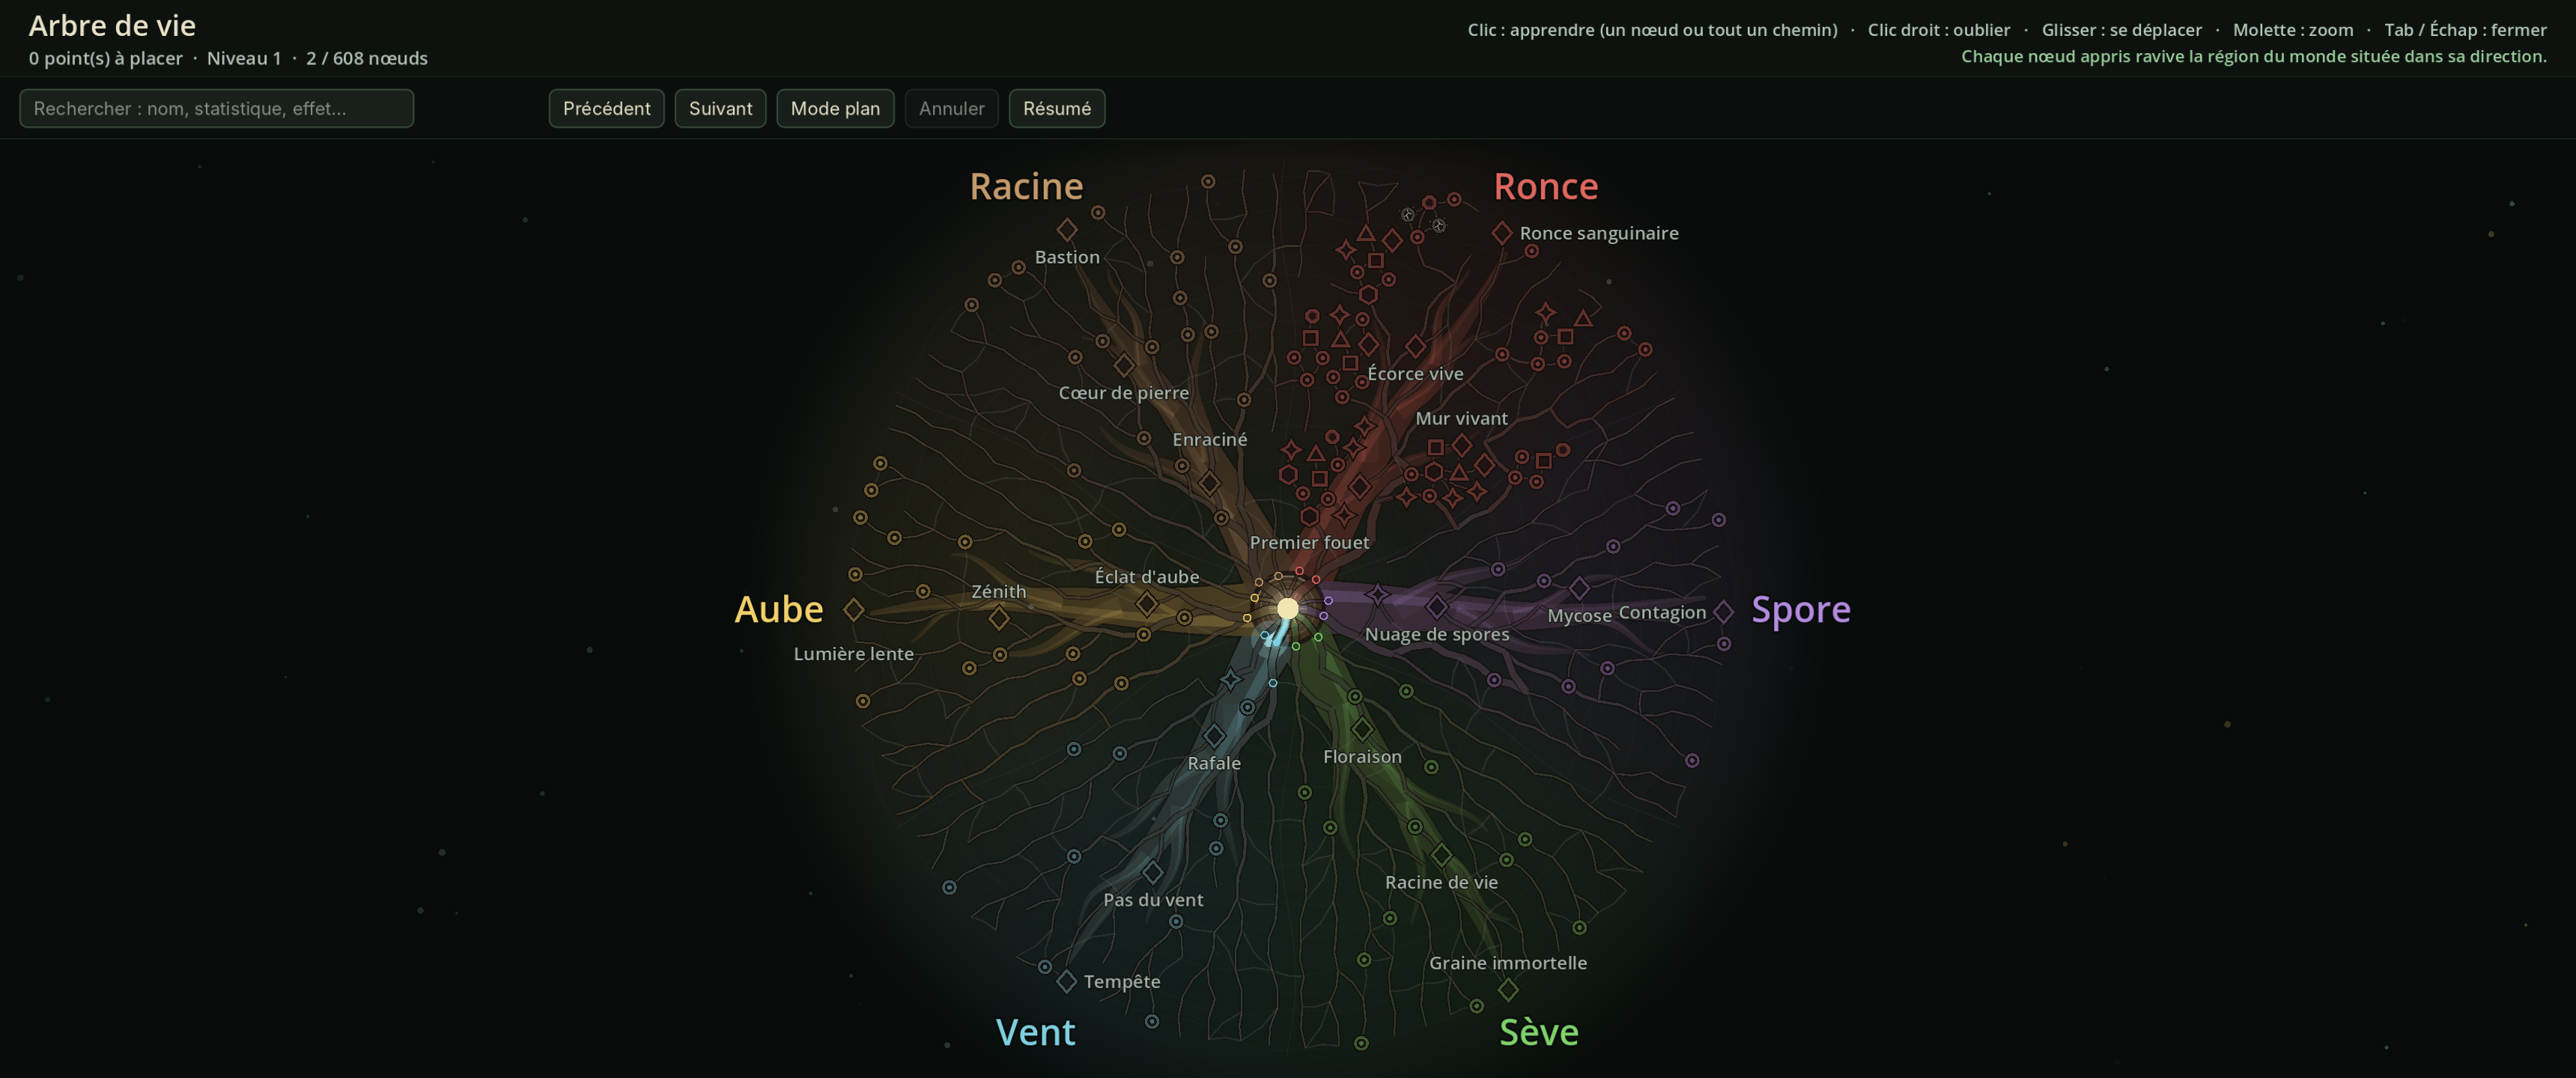 Arbre de vie
0 point(s) à placer · Niveau 1 · 2 / 608 nœuds
Clic : apprendre (un nœud ou tout un chemin) · Clic droit : oublier · Glisser : se déplacer · Molette : zoom · Tab / Échap : fermer
Chaque nœud appris ravive la région du monde située dans sa direction.
Rechercher : nom, statistique, effet...
Précédent
Suivant
Mode plan
Annuler
Résumé
Racine
Ronce
Bastion
Ronce sanguinaire
Cœur de pierre
Écorce vive
Enraciné
Mur vivant
Premier fouet
Éclat d'aube
Zénith
Aube
Lumière lente
Nuage de spores
Mycose
Contagion
Spore
Rafale
Floraison
Pas du vent
Racine de vie
Tempête
Graine immortelle
Vent
Sève